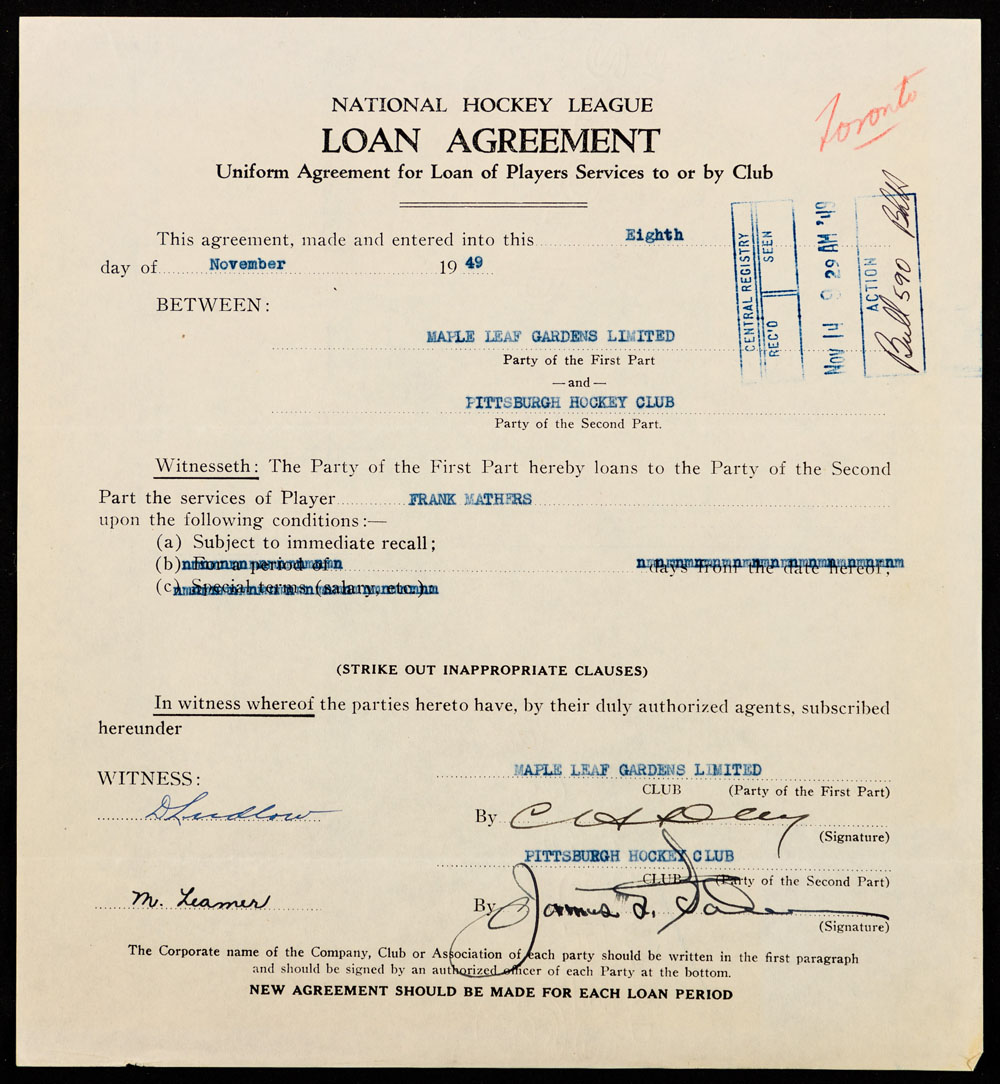 NATIONAL HOCKEY LEAGUE
LOAN AGREEMENT
Uniform Agreement for Loan of Players Services to or by Club
Toronto
This agreement, made and entered into this Eighth
day of November 19 49
CENTRAL REGISTRY
REC'D SEEN
Nov 14 9 29 AM '49
ACTION
Bull 590
BETWEEN:
MAPLE LEAF GARDENS LIMITED
Party of the First Part
—and—
PITTSBURGH HOCKEY CLUB
Party of the Second Part.
Witnesseth: The Party of the First Part hereby loans to the Party of the Second
Part the services of Player FRANK MATHERS
upon the following conditions:—
(a) Subject to immediate recall;
(b) For a period of days from the date hereof;
(c) Special terms (salary, etc.)
(STRIKE OUT INAPPROPRIATE CLAUSES)
In witness whereof the parties hereto have, by their duly authorized agents, subscribed
hereunder
WITNESS:
MAPLE LEAF GARDENS LIMITED
CLUB (Party of the First Part)
D Ludlow
By
(Signature)
PITTSBURGH HOCKEY CLUB
CLUB (Party of the Second Part)
M. Leamer
By
(Signature)
The Corporate name of the Company, Club or Association of each party should be written in the first paragraph
and should be signed by an authorized officer of each Party at the bottom.
NEW AGREEMENT SHOULD BE MADE FOR EACH LOAN PERIOD